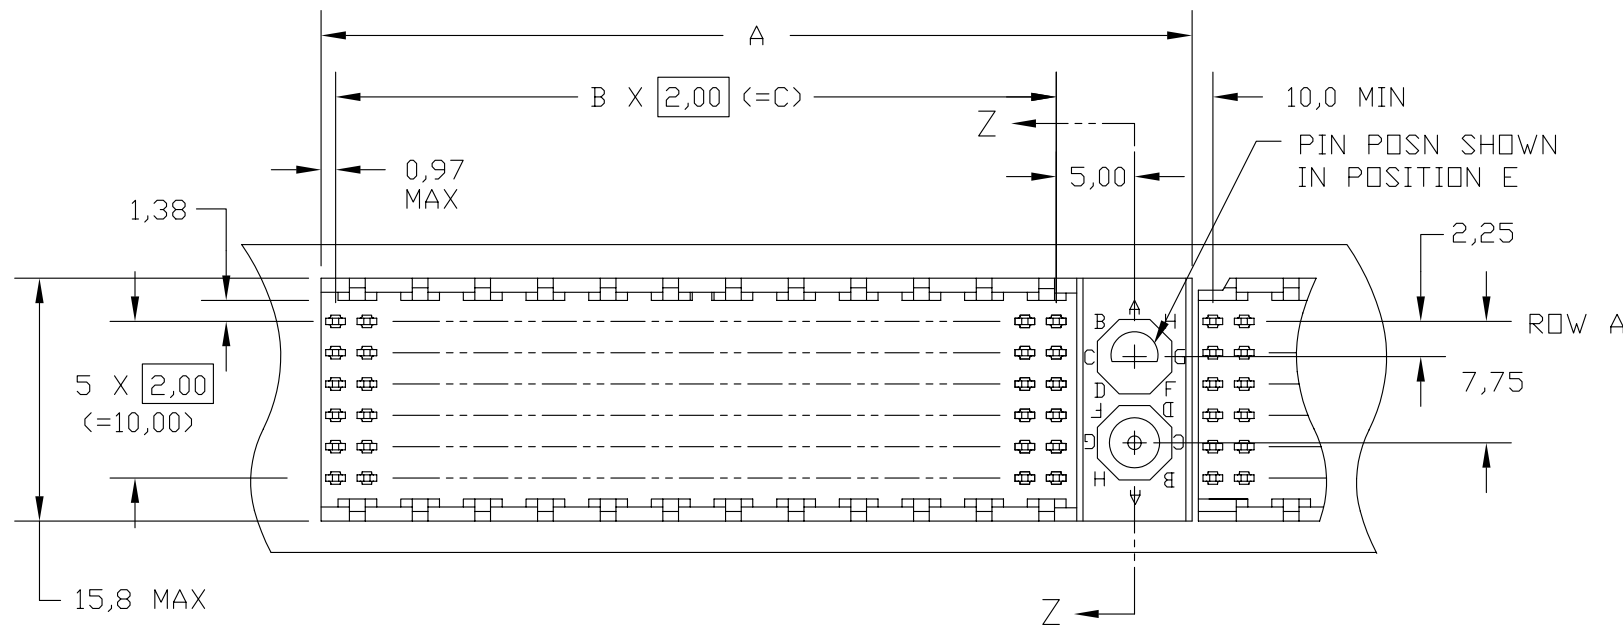 A
B X 2,00 (=C)
10,0 MIN
Z
PIN POSN SHOWN
IN POSITION E
0,97
MAX
5,00
1,38
2,25
ROW A
A
B
H
C
G
D
F
7,75
5 X 2,00
(=10,00)
F
D
G
C
H
B
A
15,8 MAX
Z